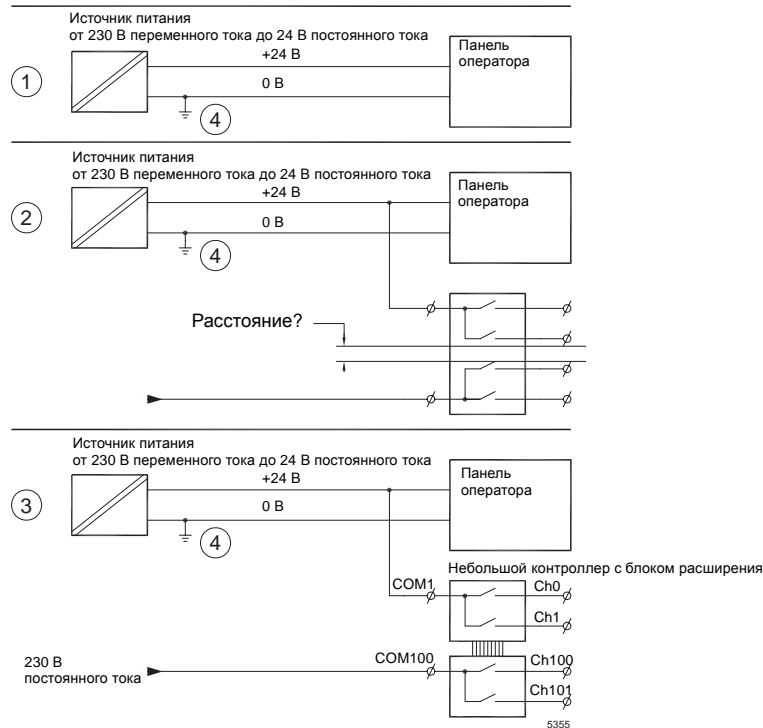 Источник питания
от 230 В переменного тока до 24 В постоянного тока
+24 В
0 В
Панель
оператора
1
4
Источник питания
от 230 В переменного тока до 24 В постоянного тока
+24 В
0 В
Панель
оператора
2
4
Расстояние?
Источник питания
от 230 В переменного тока до 24 В постоянного тока
+24 В
0 В
Панель
оператора
3
4
Небольшой контроллер с блоком расширения
COM1
Ch0
Ch1
230 В
постоянного тока
COM100
Ch100
Ch101
5355